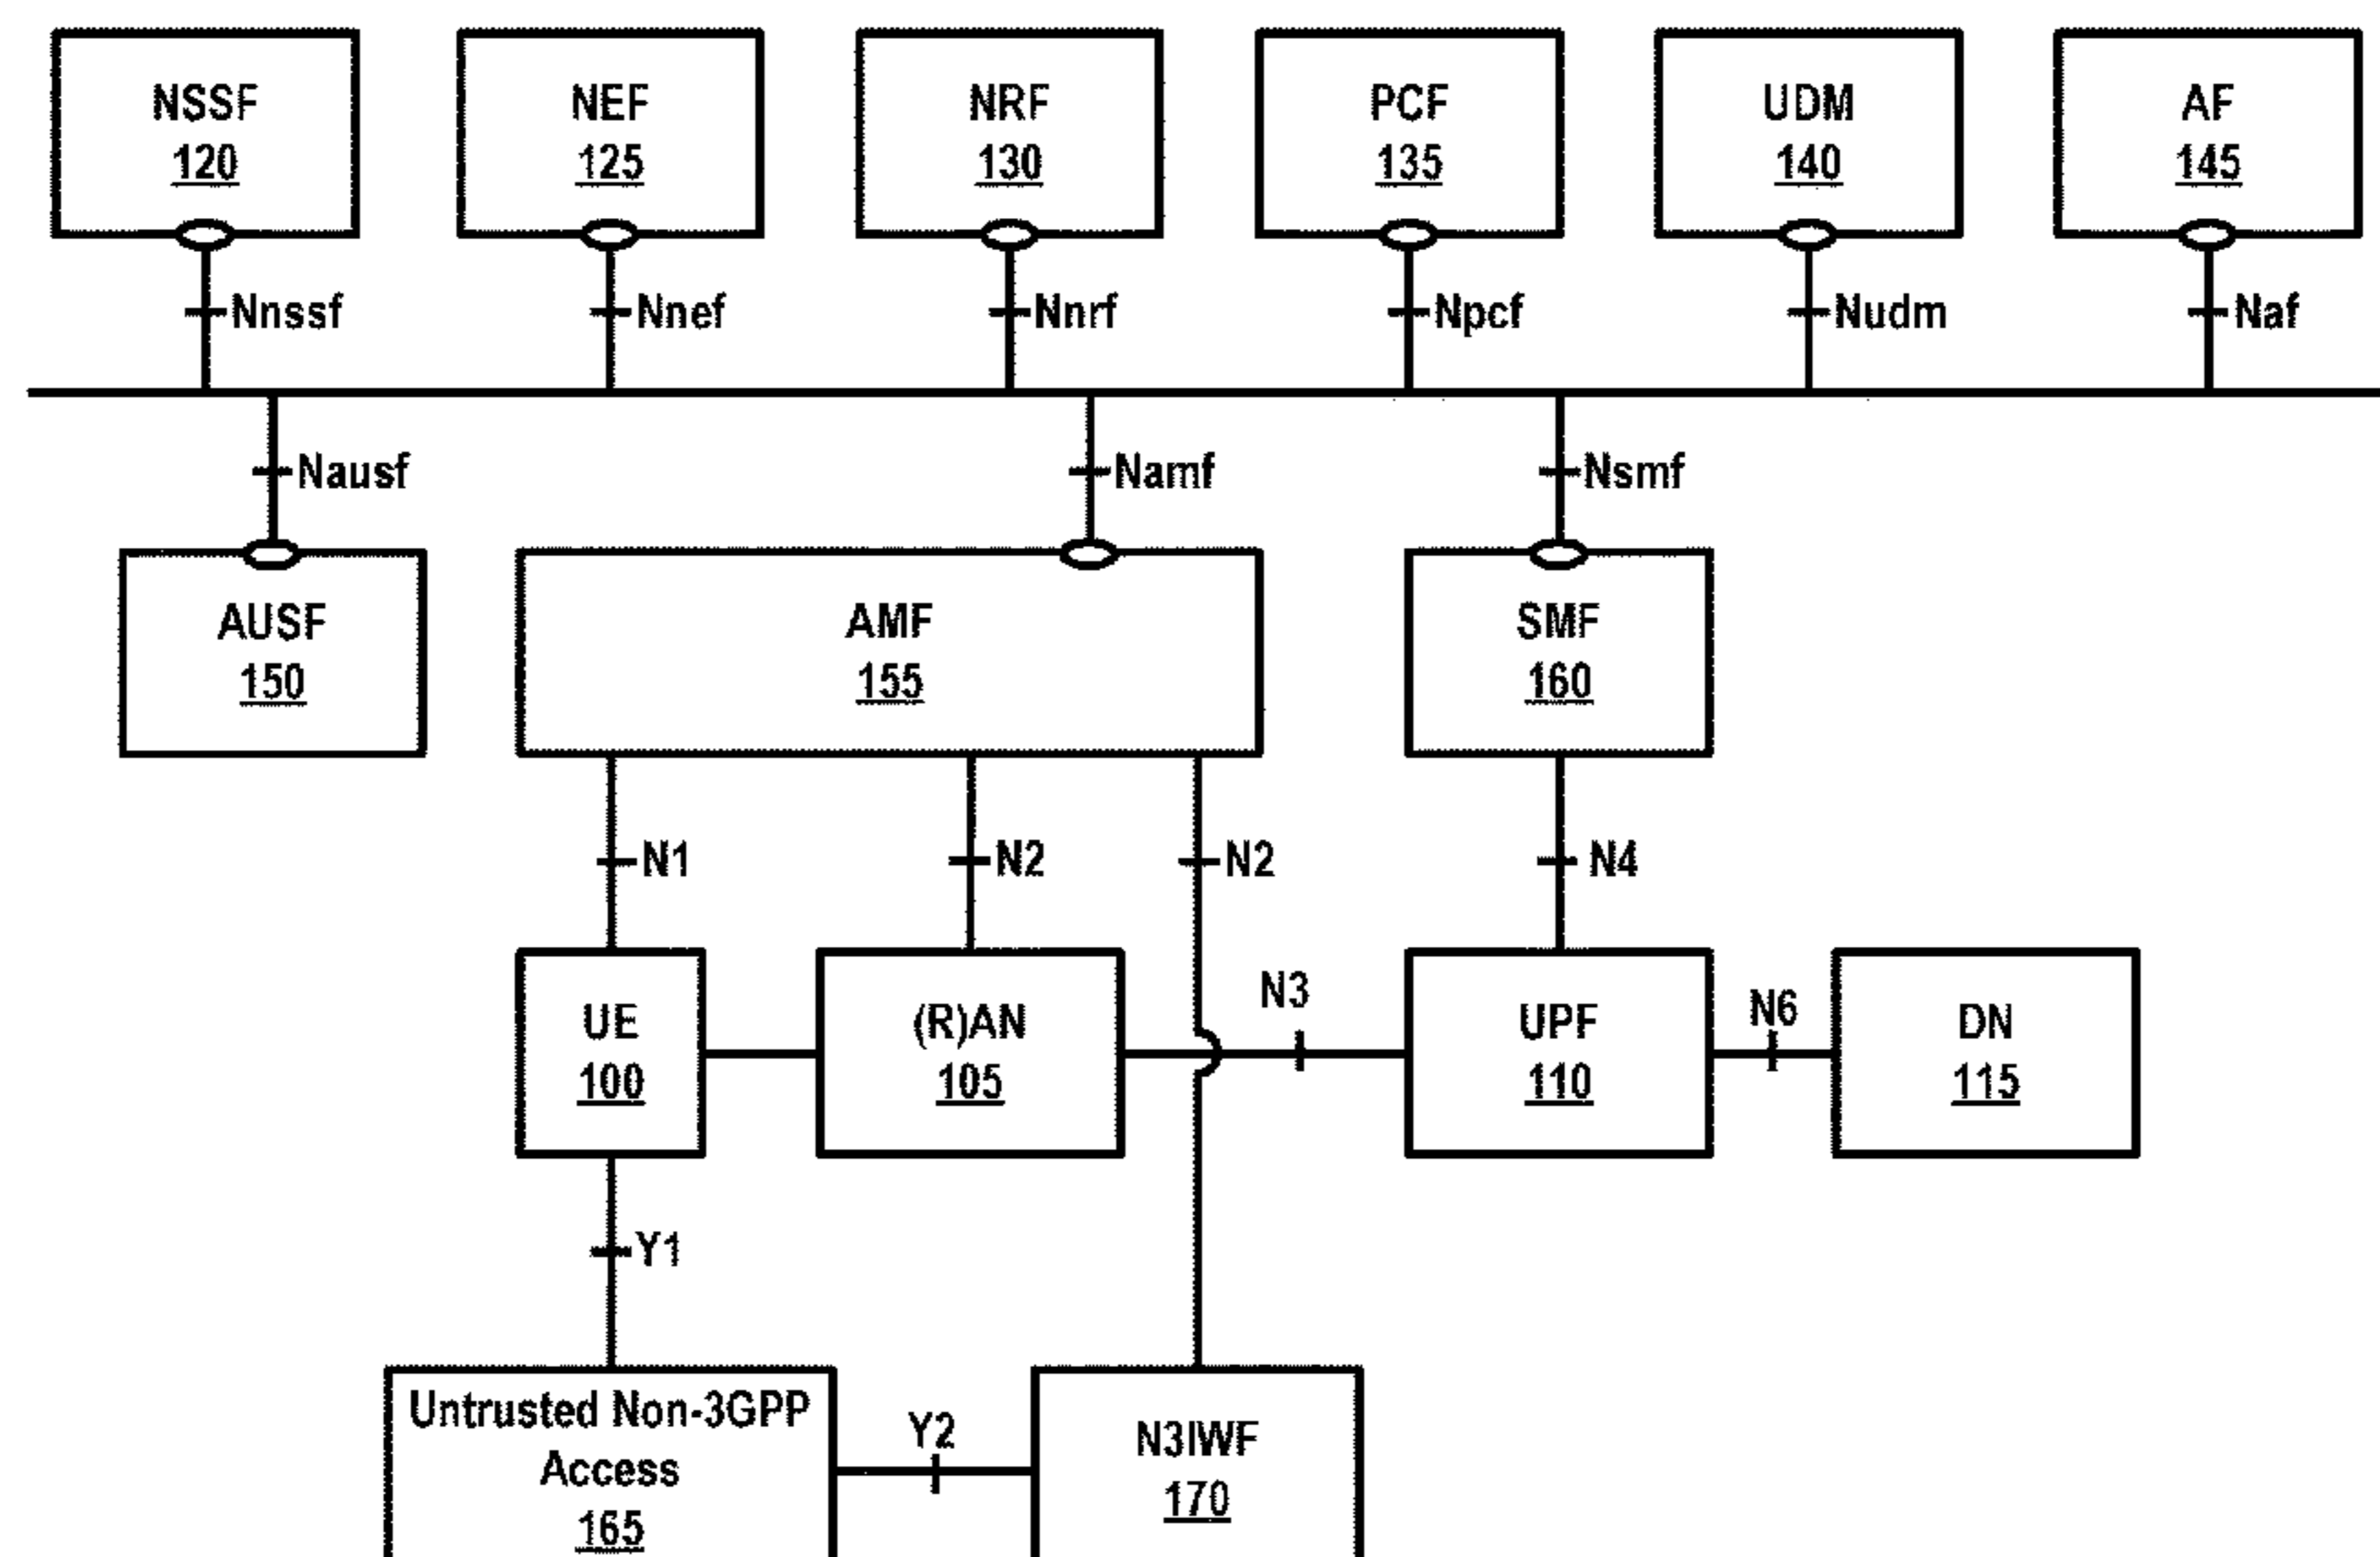 NSSF
120
NEF
125
NRF
130
PCF
135
UDM
140
AF
145
Nnssf
Nnef
Nnrf
Npcf
Nudm
Naf
Nausf
Namf
Nsmf
AUSF
150
AMF
155
SMF
160
N1
N2
N2
N4
UE
100
(R)AN
105
N3
UPF
110
N6
DN
115
Y1
Untrusted Non-3GPP
Access
165
Y2
N3IWF
170